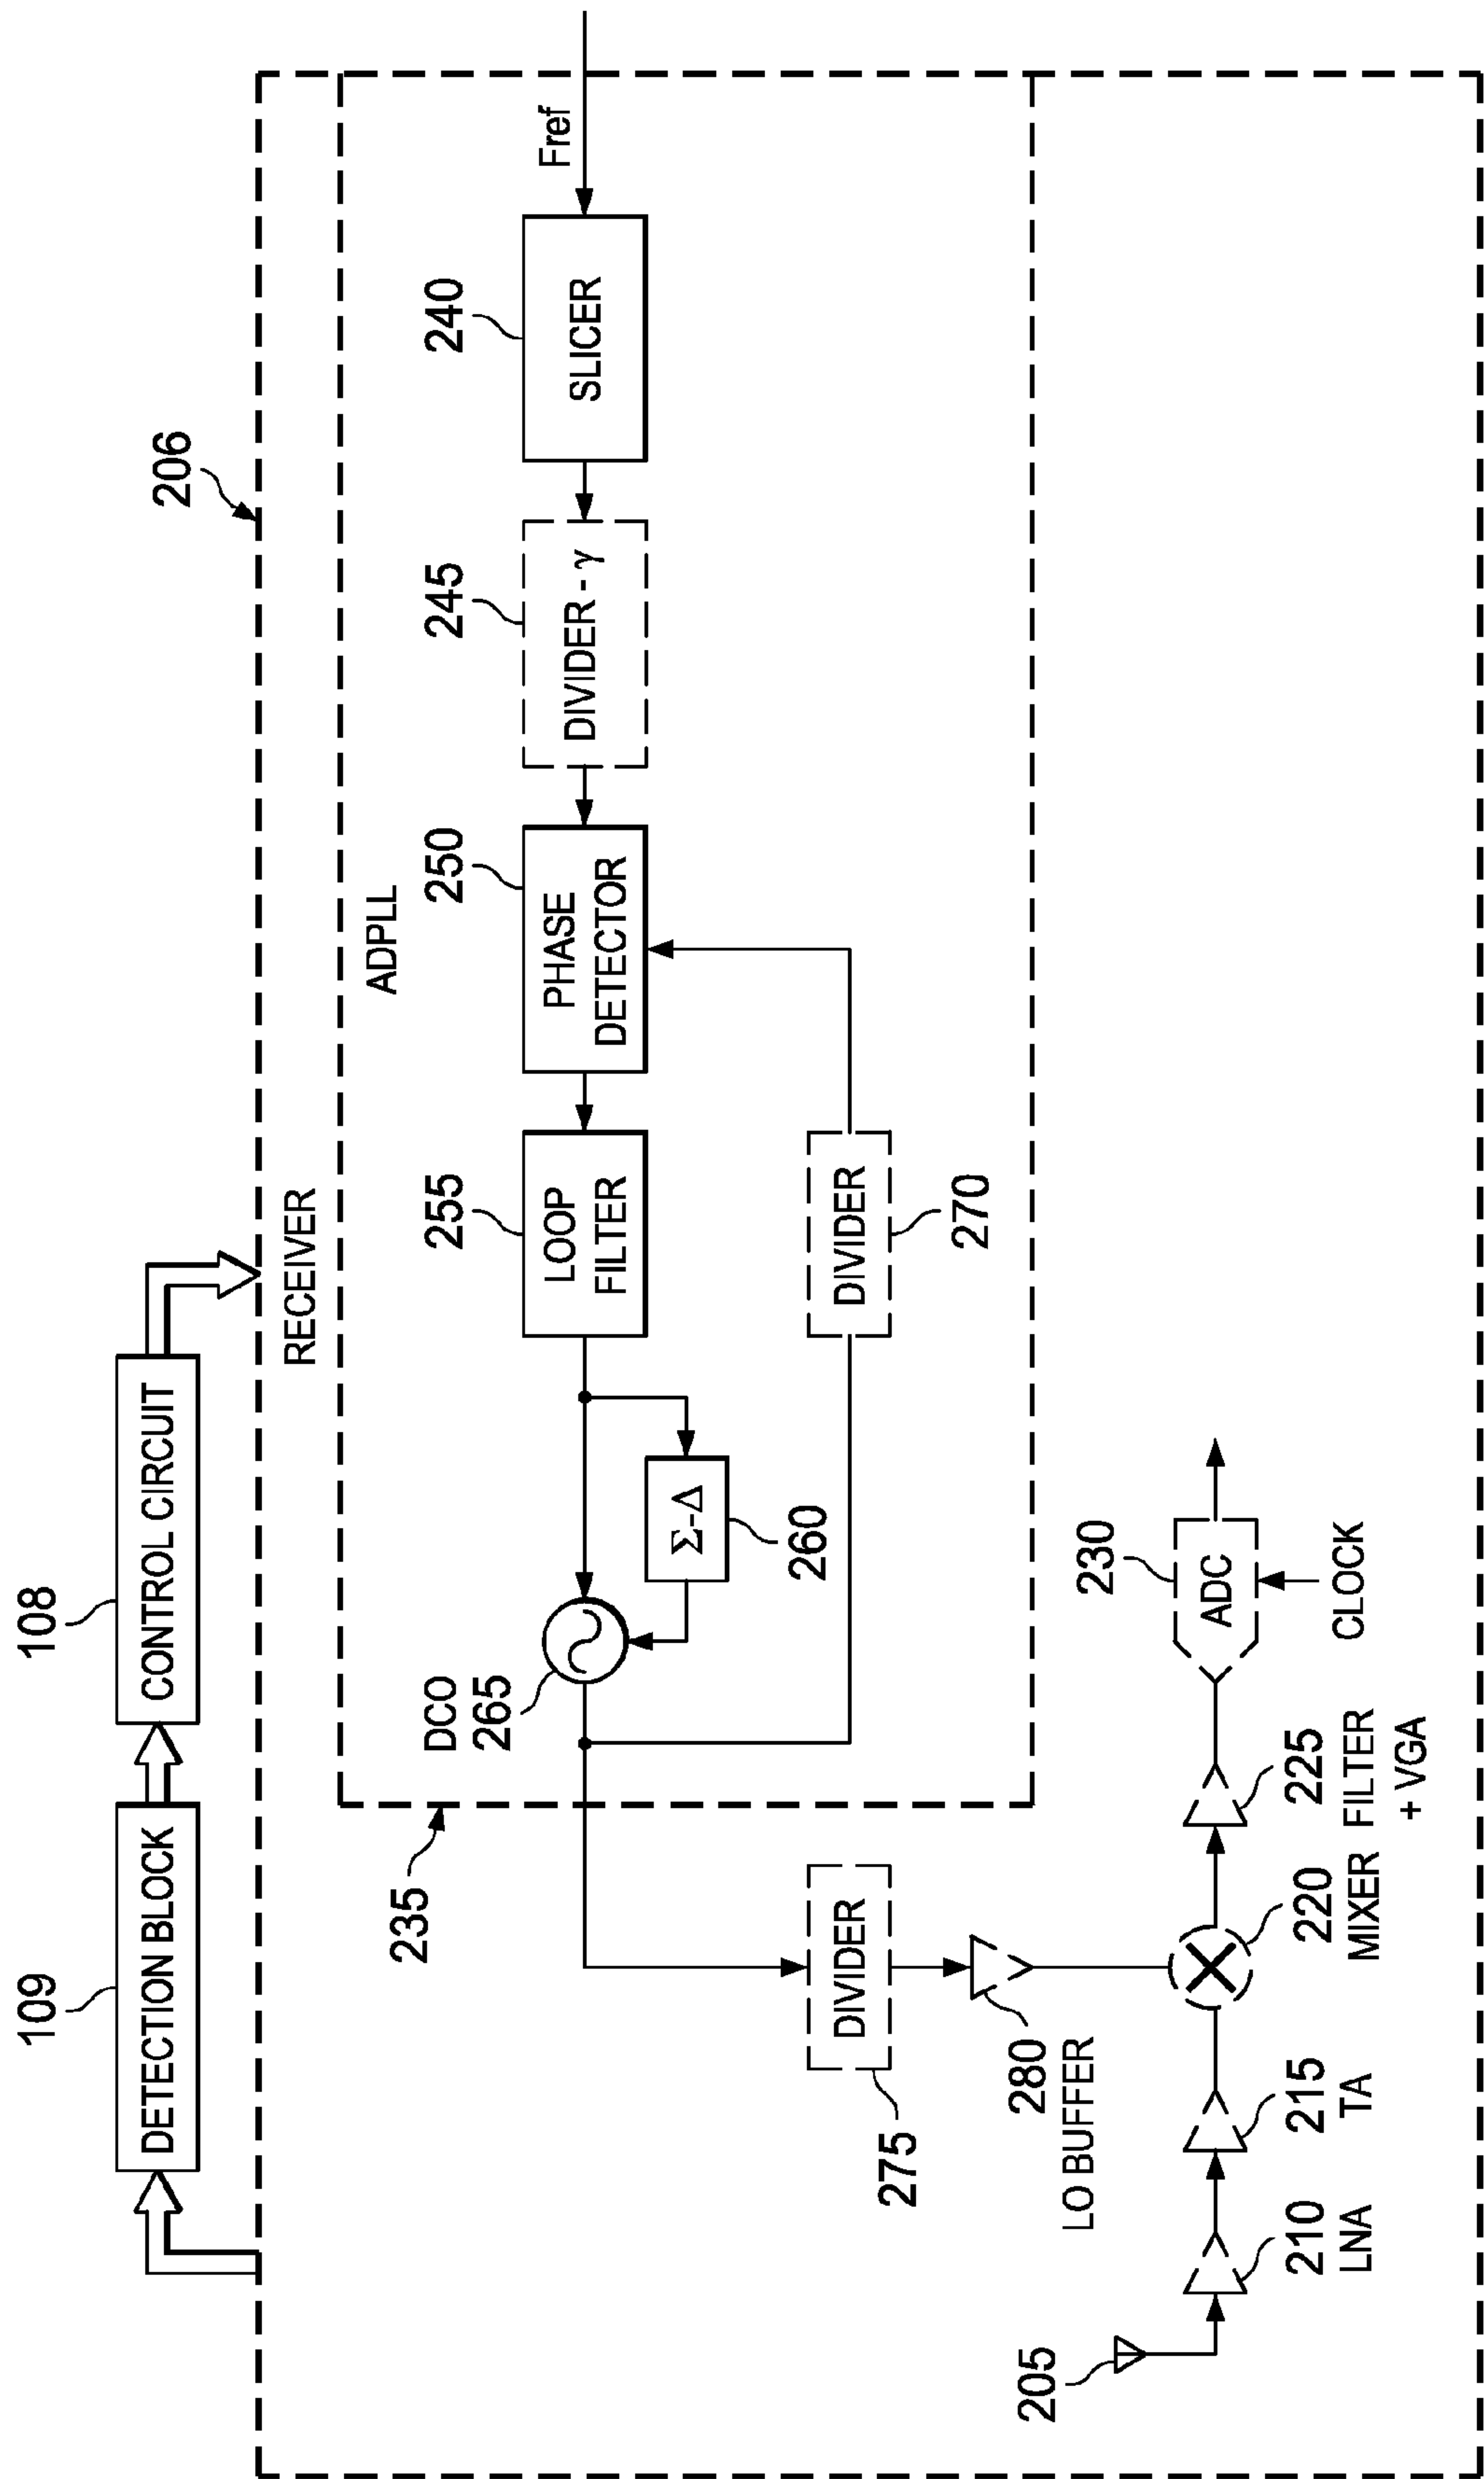 109
DETECTION BLOCK
108
CONTROL CIRCUIT
206
RECEIVER
235
ADPLL
DCO
265
255
LOOP
FILTER
250
PHASE
DETECTOR
245
DIVIDER - γ
240
SLICER
Fref
Σ-Δ
260
DIVIDER
270
DIVIDER
275
280
LO BUFFER
205
210
LNA
215
TA
220
MIXER
225
FILTER
+ VGA
230
ADC
CLOCK